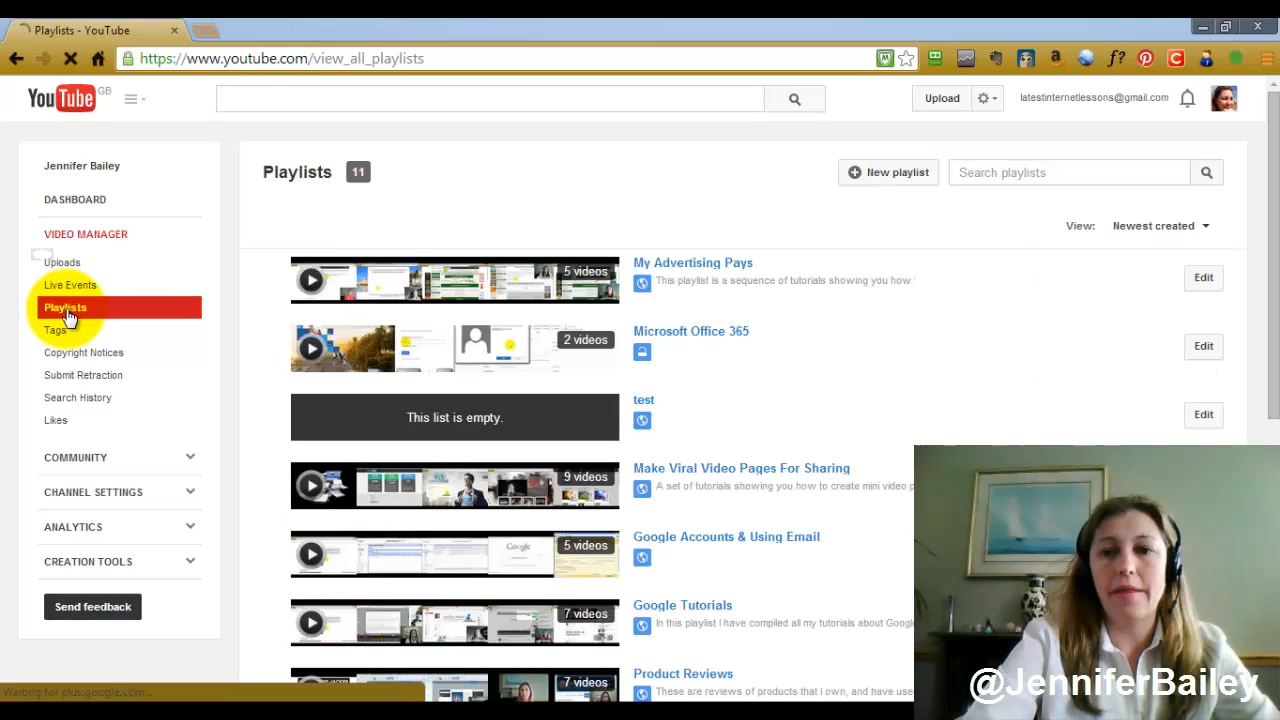 Playlists - YouTube
https://www.youtube.com/view_all_playlists
YouTube GB
Upload
latestinternetlessons@gmail.com
Jennifer Bailey
DASHBOARD
VIDEO MANAGER
Uploads
Live Events
Playlists
Tags
Copyright Notices
Submit Retraction
Search History
Likes
COMMUNITY
CHANNEL SETTINGS
ANALYTICS
CREATION TOOLS
Send feedback
Playlists 11
New playlist
Search playlists
View: Newest created
5 videos
My Advertising Pays
This playlist is a sequence of tutorials showing you how
Edit
2 videos
Microsoft Office 365
Edit
This list is empty.
test
Edit
9 videos
Make Viral Video Pages For Sharing
A set of tutorials showing you how to create mini video p
5 videos
Google Accounts & Using Email
Google
7 videos
Google Tutorials
In this playlist I have compiled all my tutorials about Googl
7 videos
Product Reviews
These are reviews of products that I own, and have use
Waiting for plus.google.com...
@JenniferBailey